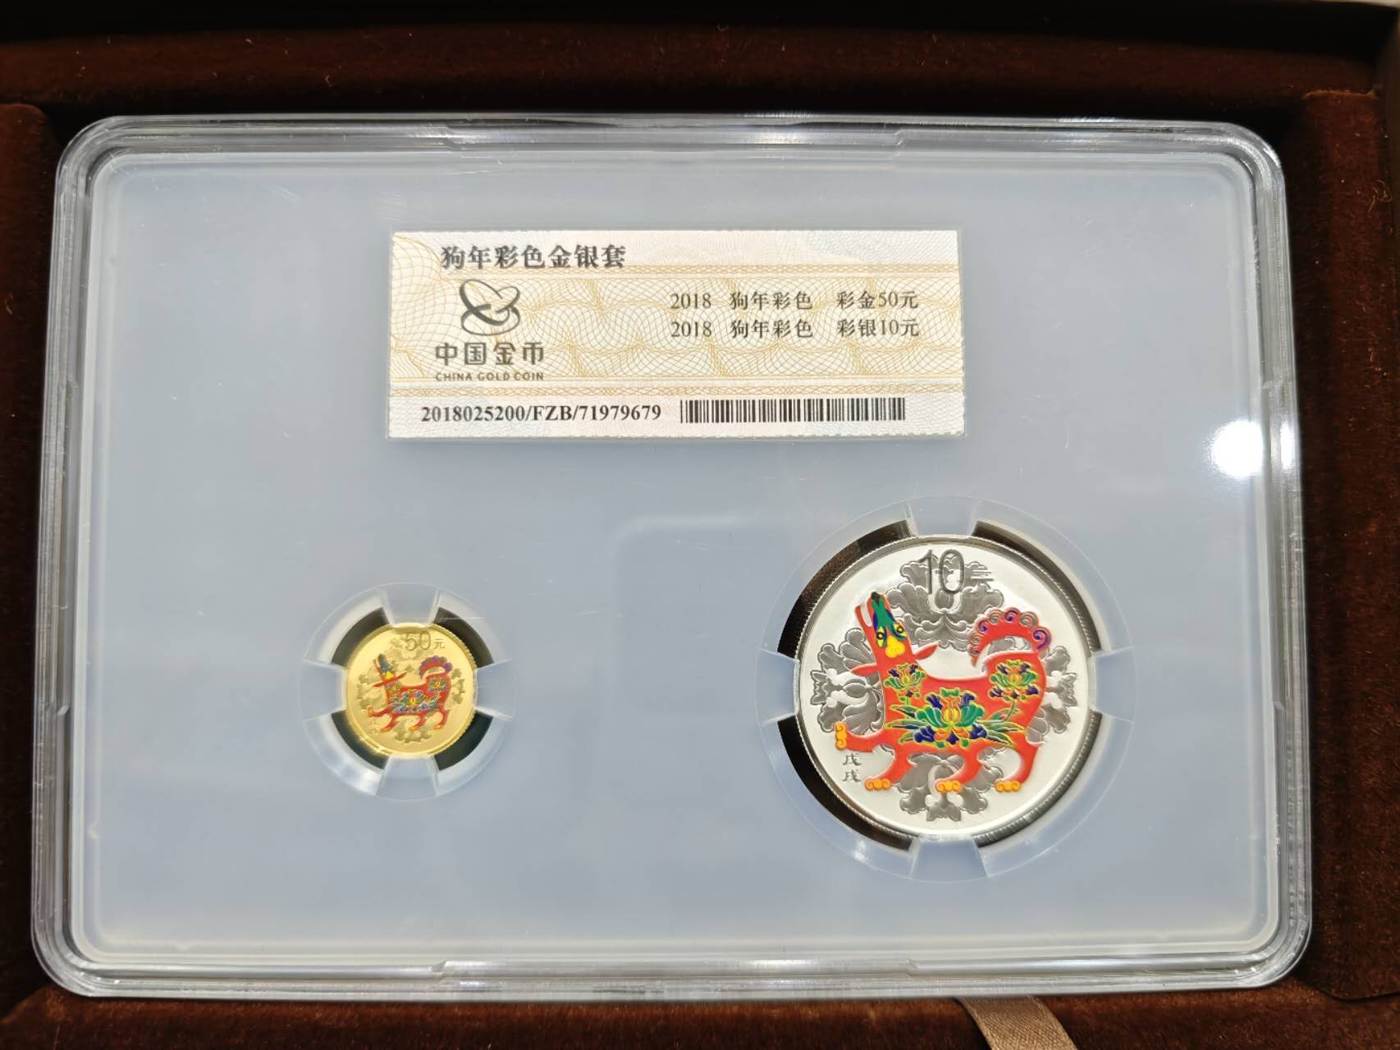 狗年彩色金银套
2018 狗年彩色 彩金50元
2018 狗年彩色 彩银10元
中国金币
CHINA GOLD COIN
2018025200/FZB/71979679
50元
10元
戊戌